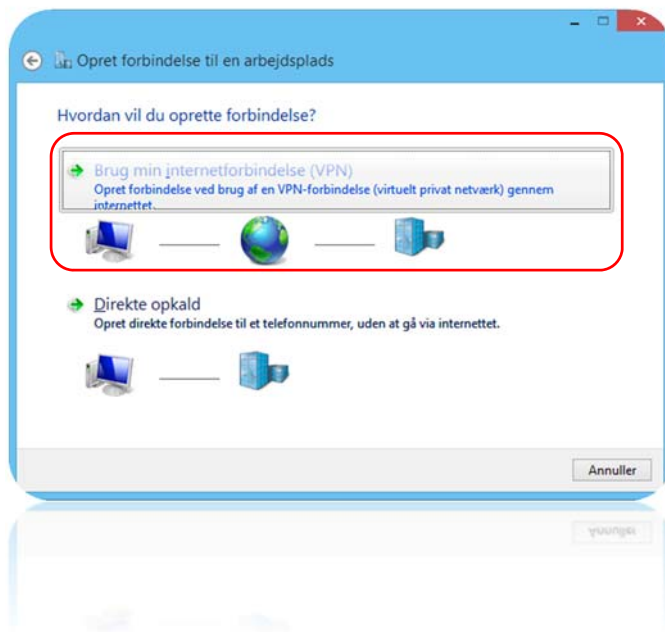 Opret forbindelse til en arbejdsplads
Hvordan vil du oprette forbindelse?
Brug min internetforbindelse (VPN)
Opret forbindelse ved brug af en VPN-forbindelse (virtuelt privat netværk) gennem
internettet.
Direkte opkald
Opret direkte forbindelse til et telefonnummer, uden at gå via internettet.
Annuller